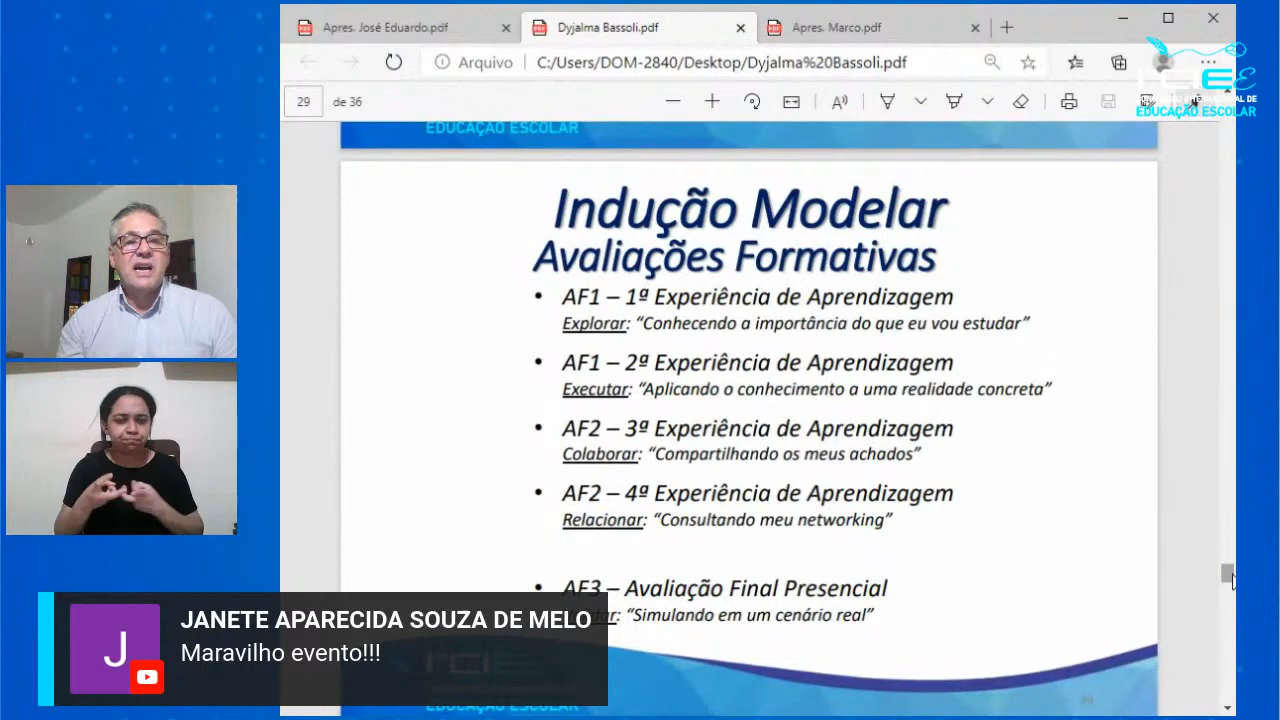 Apres. José Eduardo.pdf
Dyjalma Bassoli.pdf
Apres. Marco.pdf
Arquivo
C:/Users/DOM-2840/Desktop/Dyjalma%20Bassoli.pdf
29 de 36
EDUCAÇÃO ESCOLAR
EDUCAÇÃO ESCOLAR
Indução Modelar
Avaliações Formativas
• AF1 – 1ª Experiência de Aprendizagem
Explorar: “Conhecendo a importância do que eu vou estudar”
• AF1 – 2ª Experiência de Aprendizagem
Executar: “Aplicando o conhecimento a uma realidade concreta”
• AF2 – 3ª Experiência de Aprendizagem
Colaborar: “Compartilhando os meus achados”
• AF2 – 4ª Experiência de Aprendizagem
Relacionar: “Consultando meu networking”
• AF3 – Avaliação Final Presencial
“Simulando em um cenário real”
J
JANETE APARECIDA SOUZA DE MELO
Maravilho evento!!!
EDUCAÇÃO ESCOLAR